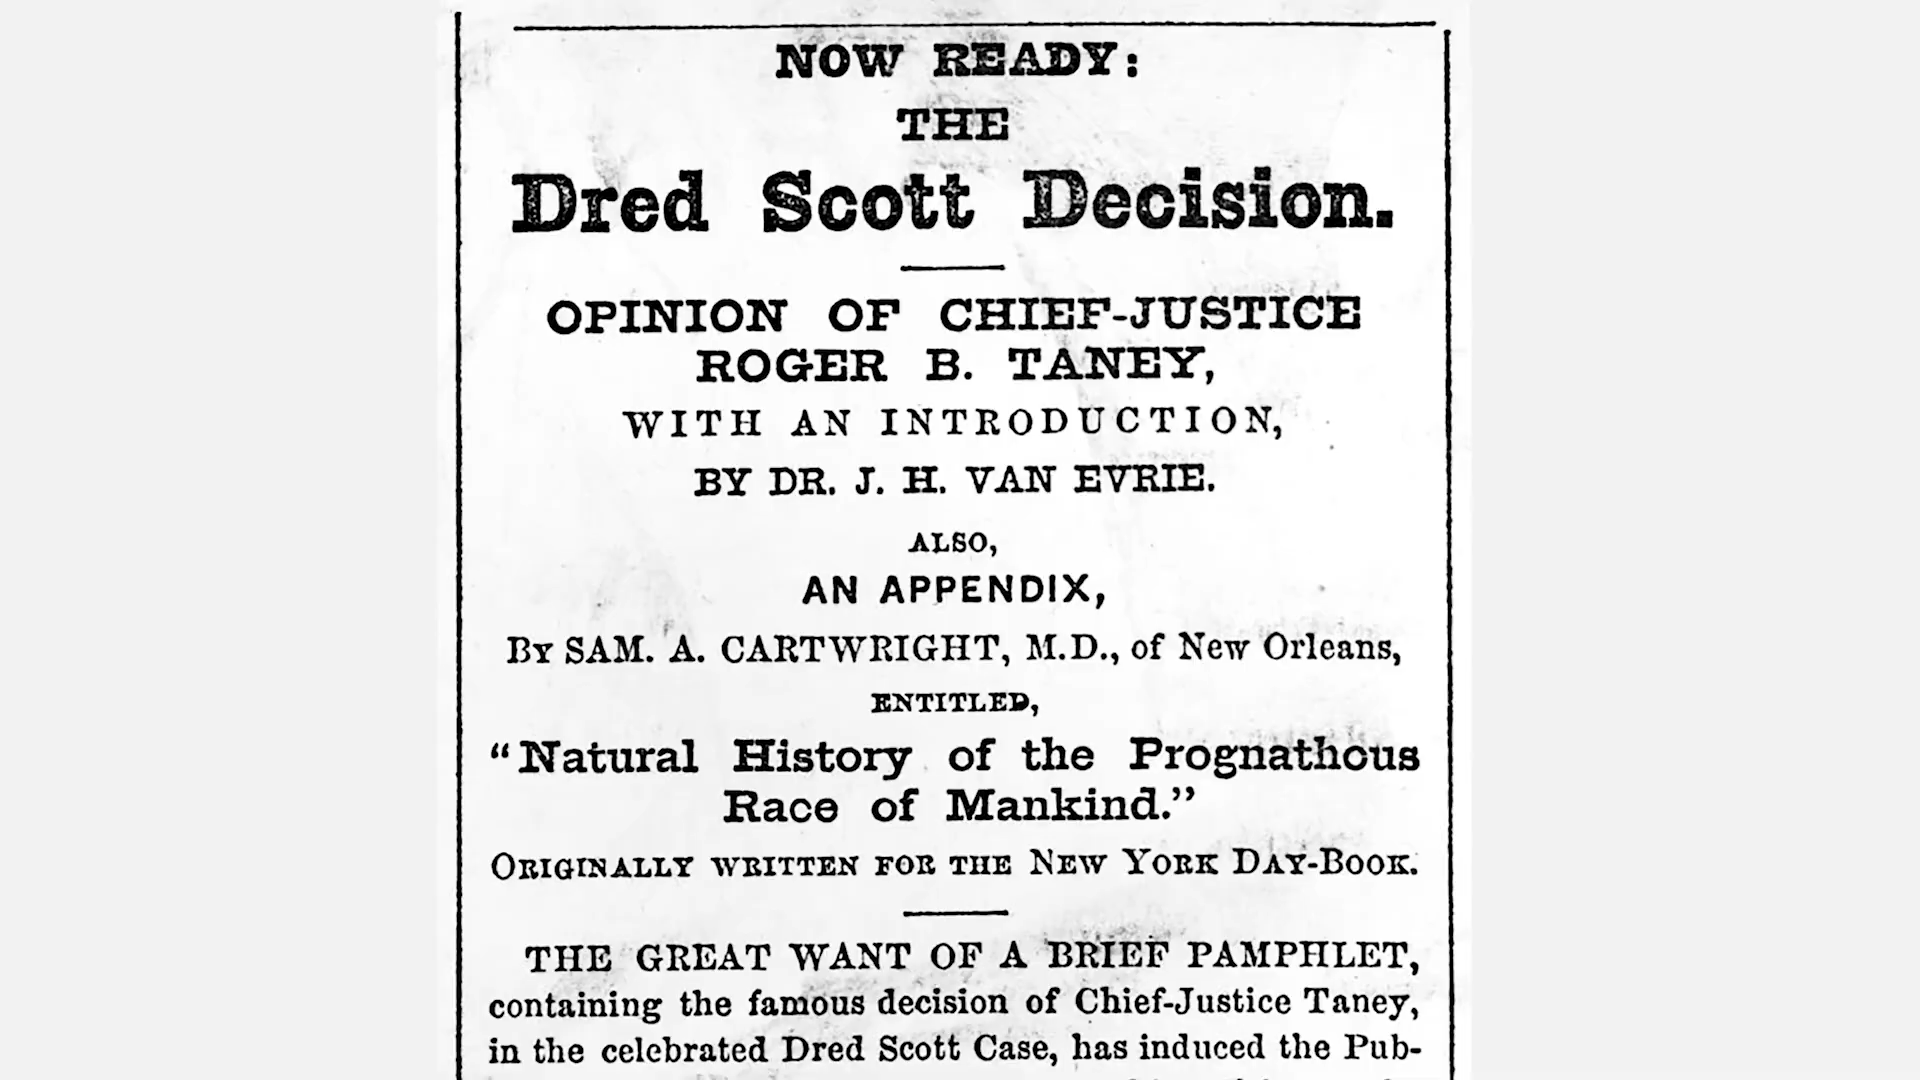 NOW READY:
THE
Dred Scott Decision.
OPINION OF CHIEF-JUSTICE
ROGER B. TANEY,
WITH AN INTRODUCTION,
BY DR. J. H. VAN EVRIE.
ALSO,
AN APPENDIX,
BY SAM. A. CARTWRIGHT, M.D., of New Orleans,
ENTITLED,
"Natural History of the Prognathous
Race of Mankind."
ORIGINALLY WRITTEN FOR THE NEW YORK DAY-BOOK.
THE GREAT WANT OF A BRIEF PAMPHLET,
containing the famous decision of Chief-Justice Taney,
in the celebrated Dred Scott Case, has induced the Pub-